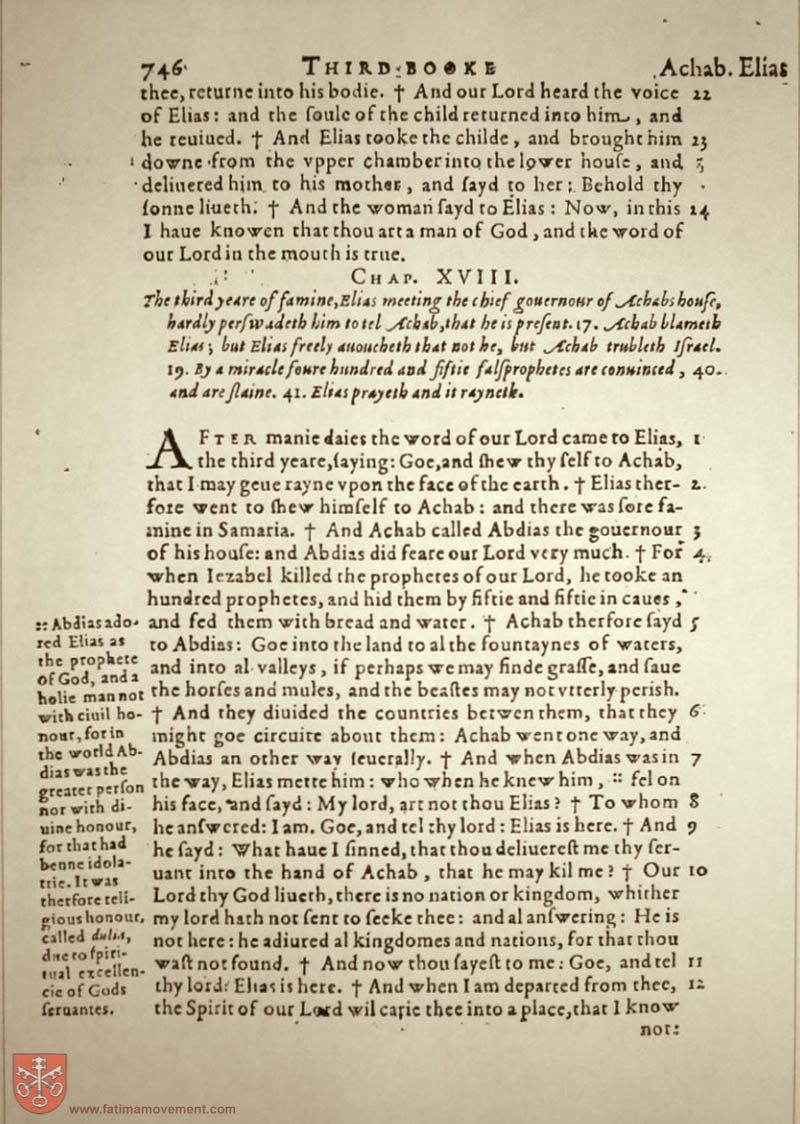 746 THIRD BOOKE Achab. Elias
thee, returne into his bodie. † And our Lord heard the voice 22
of Elias: and the ſoule of the child returned into him, and
he reuiued. † And Elias tooke the childe, and brought him 23
downe from the vpper chamber into the lower houſe, and
deliuered him to his mother, and ſayd to her: Behold thy
ſonne liueth. † And the woman ſayd to Elias: Now, in this 24
I haue knowen that thou art a man of God, and the word of
our Lord in the mouth is true.
CHAP. XVIII.
The third yeare of famine, Elias meeting the chief gouernour of Achabs houſe,
hardly perſwadeth him to tel Achab, that he is preſent. 17. Achab blameth
Elias; but Elias freely auoucheth that not he, but Achab trubleth Iſrael.
19. By a miracle foure hundred and fiftie falſprophetes are conuinced, 40.
and are ſlaine. 41. Elias prayeth and it rayneth.
AFTER manie daies the word of our Lord came to Elias, 1
the third yeare, ſaying: Goe, and ſhew thy ſelf to Achab,
that I may geue rayne vpon the face of the earth. † Elias ther- 2
fore went to ſhew himſelf to Achab: and there was ſore fa-
mine in Samaria. † And Achab called Abdias the gouernour 3
of his houſe: and Abdias did feare our Lord very much. † For 4
when Iezabel killed the prophetes of our Lord, he tooke an
hundred prophetes, and hid them by fiftie and fiftie in caues,
and fed them with bread and water. † Achab therfore ſayd 5
to Abdias: Goe into the land to al the fountaynes of waters,
and into al valleys, if perhaps we may finde graſſe, and ſaue
the horſes and mules, and the beaſtes may not vtterly periſh.
† And they diuided the countries betwen them, that they 6
might goe circuite about them: Achab went one way, and
Abdias an other way ſeuerally. † And when Abdias was in 7
the way, Elias mette him: who when he knew him, :: fel on
his face, and ſayd: My lord, art not thou Elias? † To whom 8
he anſwered: I am. Goe, and tel thy lord: Elias is here. † And 9
he ſayd: What haue I ſinned, that thou deliuereſt me thy ſer-
uant into the hand of Achab, that he may kil me? † Our 10
Lord thy God liueth, there is no nation or kingdom, whither
my lord hath not ſent to ſeeke thee: and al anſwering: He is
not here: he adiured al kingdomes and nations, for that thou
waſt not found. † And now thou ſayeſt to me: Goe, and tel 11
thy lord: Elias is here. † And when I am departed from thee, 12
the Spirit of our Lord wil carie thee into a place, that I know
not:
:: Abdias ado-
red Elias as
the prophete
of God, and a
holie man not
with ciuil ho-
nour, for in
the world Ab-
dias was the
greater perſon
nor with di-
uine honour,
for that had
benne idola-
trie. It was
therfore reli-
gious honour,
called dulia,
due to ſpiri-
tual excellen-
cie of Gods
ſeruantes.
www.fatimamovement.com